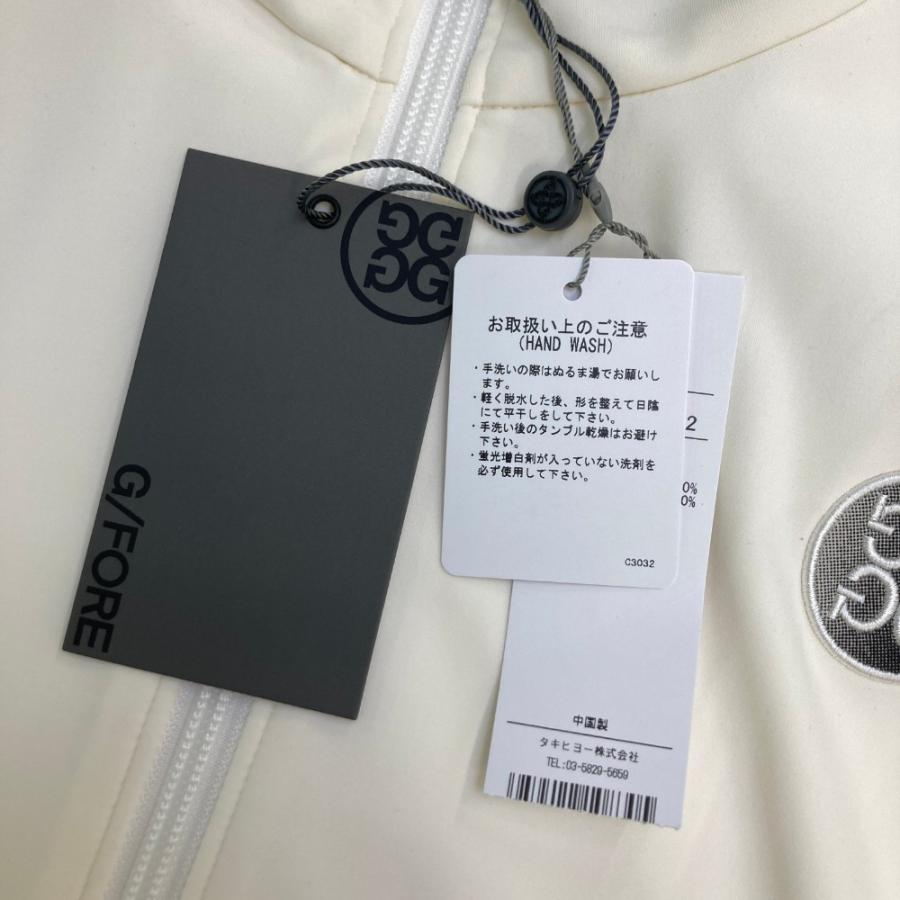 G/FORE
お取扱い上のご注意
(HAND WASH)
・手洗いの際はぬるま湯でお願いし
ます。
・軽く脱水した後、形を整えて日陰
にて平干しをして下さい。
・手洗い後のタンブル乾燥はお避け
下さい。
・蛍光増白剤が入っていない洗剤を
必ず使用して下さい。
C3032
2
0%
0%
中国製
タキヒヨー株式会社
TEL:03-5829-5659